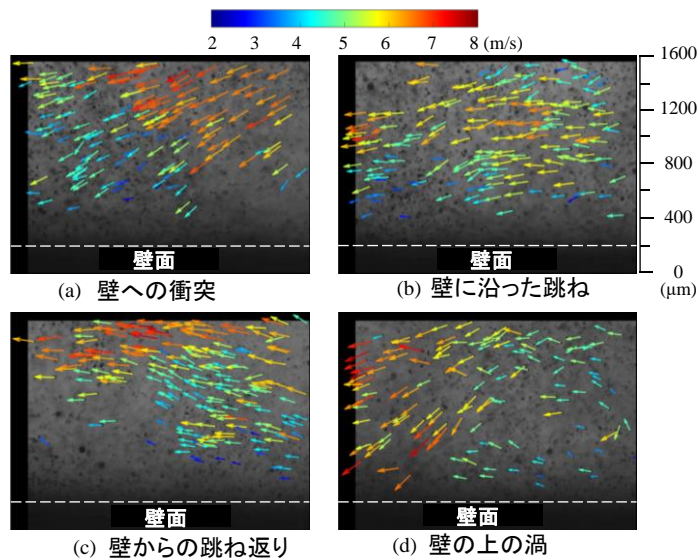 2 3 4 5 6 7 8 (m/s)
1600
1200
800
400
0
(μm)
壁面
(a) 壁への衝突
壁面
(b) 壁に沿った跳ね
壁面
(c) 壁からの跳ね返り
壁面
(d) 壁の上の渦